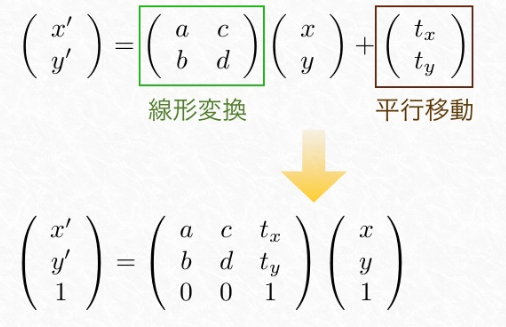 ( x′ ) = ( a c ) ( x ) + ( t_x )
( y′ )   ( b d ) ( y )   ( t_y )
線形変換 平行移動
( x′ )   ( a c t_x ) ( x )
( y′ ) = ( b d t_y ) ( y )
( 1 )   ( 0 0 1 ) ( 1 )